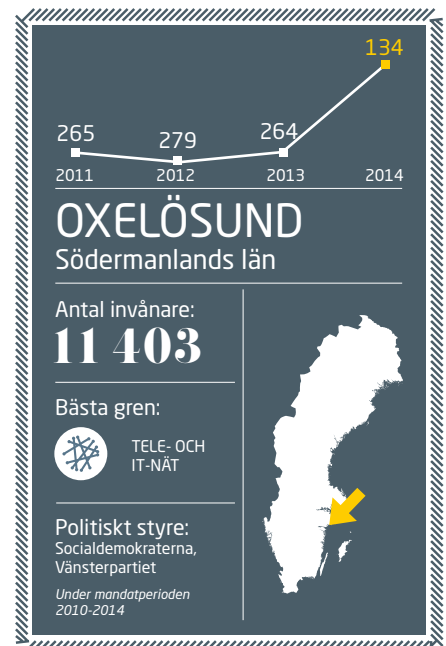 134
265
279
264
2011
2012
2013
2014
OXELÖSUND
Södermanlands län
Antal invånare:
11 403
Bästa gren:
TELE- OCH
IT-NÄT
Politiskt styre:
Socialdemokraterna,
Vänsterpartiet
Under mandatperioden
2010-2014